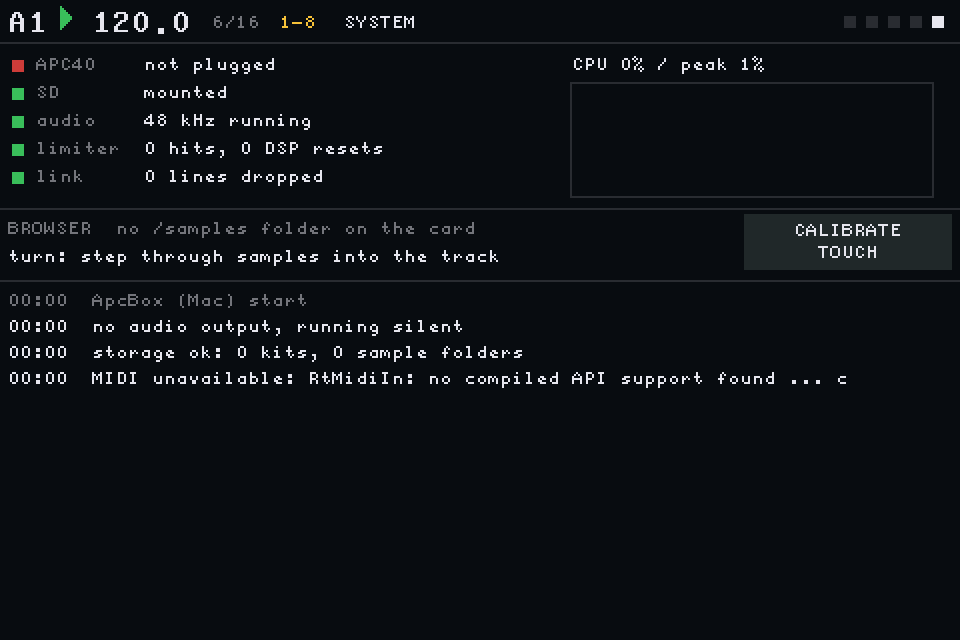 A1 120.0 6/16 1-8 SYSTEM
APC40 not plugged
SD mounted
audio 48 kHz running
limiter 0 hits, 0 DSP resets
link 0 lines dropped
CPU 0% / peak 1%
BROWSER no /samples folder on the card
turn: step through samples into the track
CALIBRATE
TOUCH
00:00 ApcBox (Mac) start
00:00 no audio output, running silent
00:00 storage ok: 0 kits, 0 sample folders
00:00 MIDI unavailable: RtMidiIn: no compiled API support found ... c